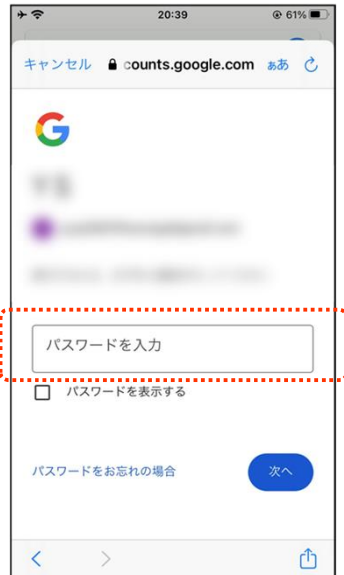 20:39
61%
キャンセル
counts.google.com
ああ
パスワードを入力
パスワードを表示する
パスワードをお忘れの場合
次へ